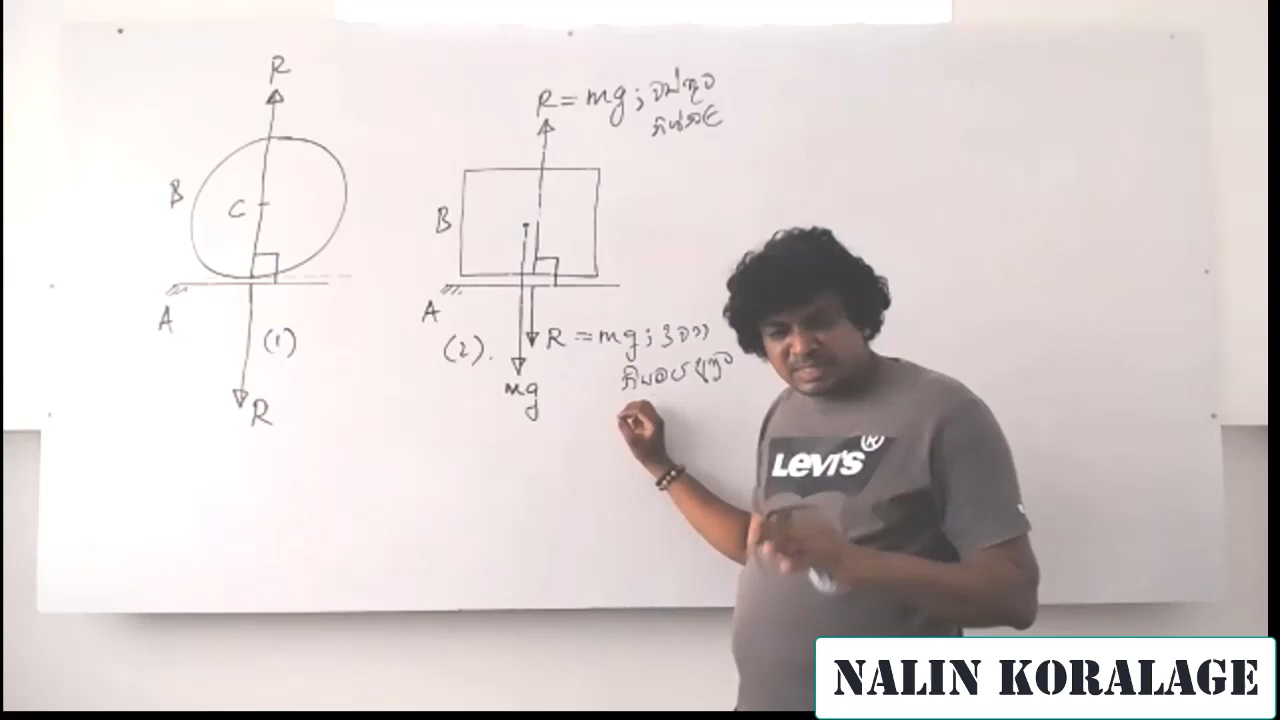 R
B
C
A
(1)
R
R = mg;
B
A
(2).
R = mg;
mg
LEVI'S
NALIN KORALAGE